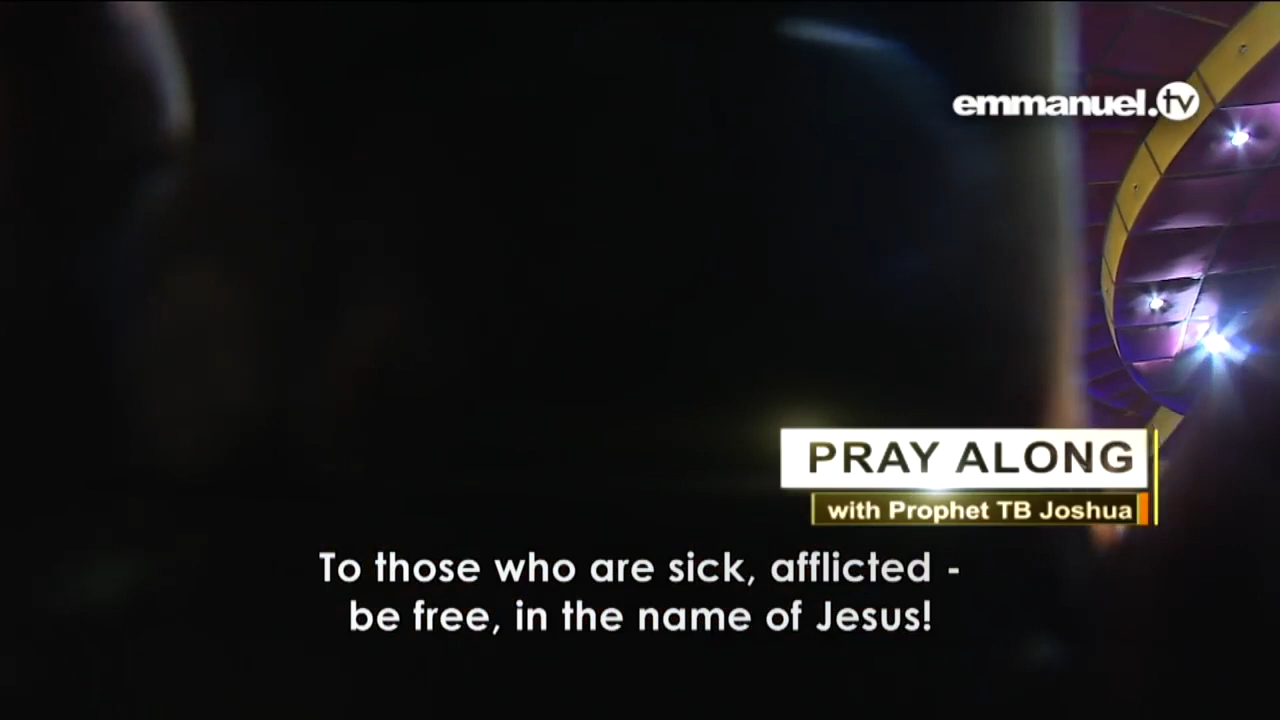 emmanuel.tv
PRAY ALONG
with Prophet TB Joshua
To those who are sick, afflicted -
be free, in the name of Jesus!